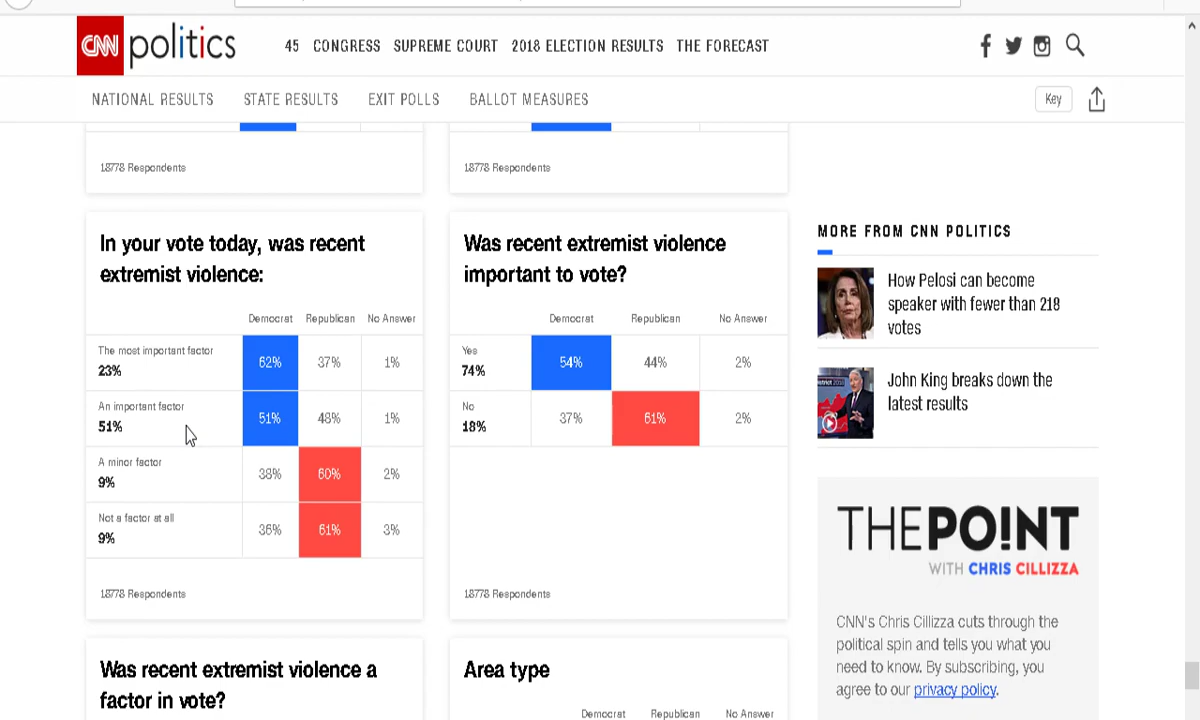 CNN politics
45 CONGRESS SUPREME COURT 2018 ELECTION RESULTS THE FORECAST
NATIONAL RESULTS STATE RESULTS EXIT POLLS BALLOT MEASURES
Key
18778 Respondents
18778 Respondents
In your vote today, was recent
extremist violence:
Democrat Republican No Answer
The most important factor
23% 62% 37% 1%
An important factor
51% 51% 48% 1%
A minor factor
9% 38% 60% 2%
Not a factor at all
9% 36% 61% 3%
18778 Respondents
Was recent extremist violence
important to vote?
Democrat Republican No Answer
Yes
74% 54% 44% 2%
No
18% 37% 61% 2%
18778 Respondents
Was recent extremist violence a
factor in vote?
Area type
Democrat Republican No Answer
MORE FROM CNN POLITICS
How Pelosi can become
speaker with fewer than 218
votes
John King breaks down the
latest results
THE PO!NT
WITH CHRIS CILLIZZA
CNN's Chris Cillizza cuts through the
political spin and tells you what you
need to know. By subscribing, you
agree to our privacy policy.